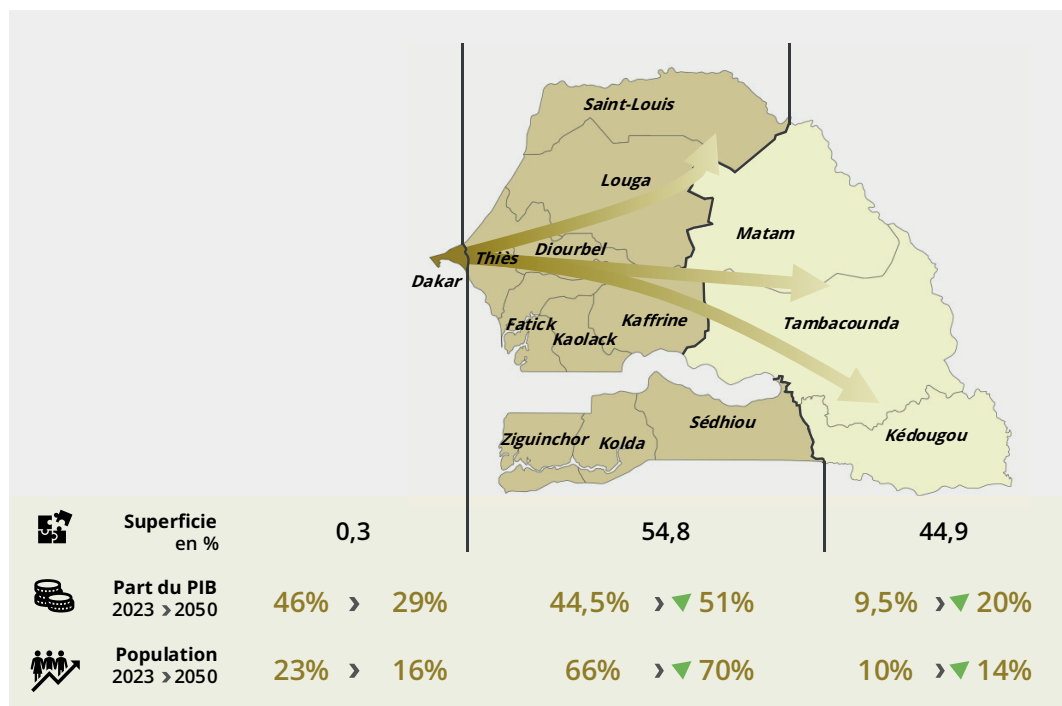 Saint-Louis
Louga
Matam
Diourbel
Thiès
Dakar
Tambacounda
Fatick
Kaffrine
Kaolack
Sédhiou
Kédougou
Ziguinchor
Kolda
Superficie
en %
0,3
54,8
44,9
Part du PIB
2023 > 2050
46% > 29%
44,5% > 51%
9,5% > 20%
Population
2023 > 2050
23% > 16%
66% > 70%
10% > 14%